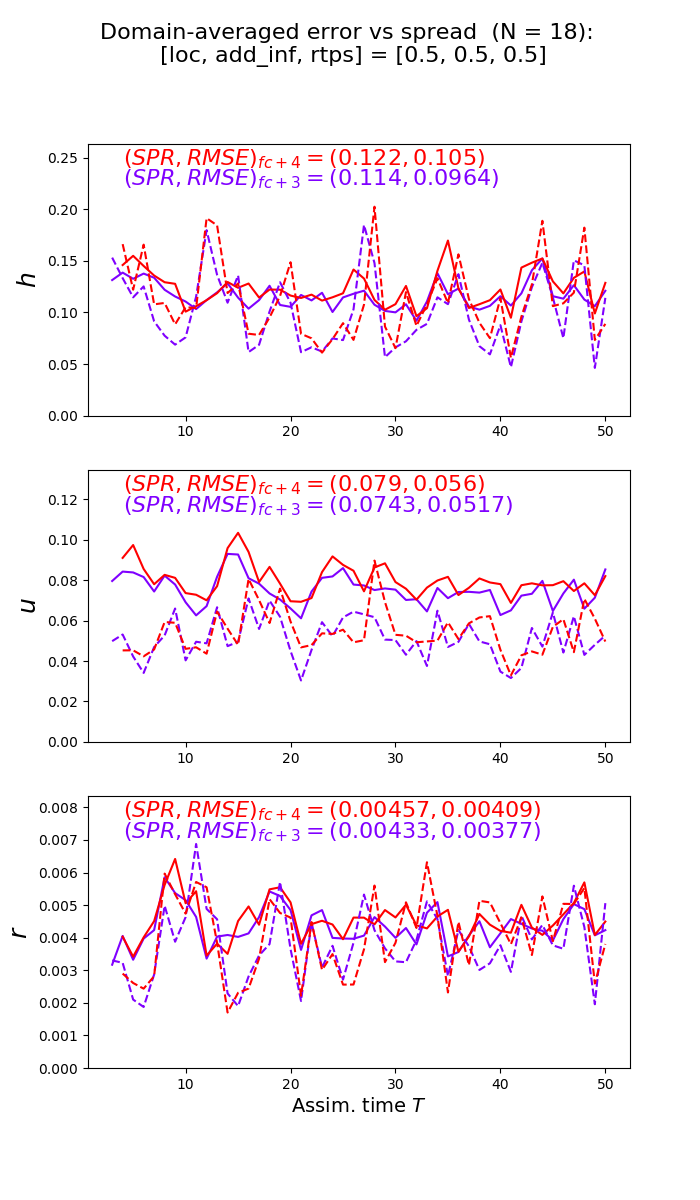 Domain-averaged error vs spread (N = 18):
[loc, add_inf, rtps] = [0.5, 0.5, 0.5]
0.25
0.20
0.15
0.10
0.05
0.00
h
(SPR, RMSE)fc+4 = (0.122, 0.105)
(SPR, RMSE)fc+3 = (0.114, 0.0964)
10 20 30 40 50
0.12
0.10
0.08
0.06
0.04
0.02
0.00
u
(SPR, RMSE)fc+4 = (0.079, 0.056)
(SPR, RMSE)fc+3 = (0.0743, 0.0517)
10 20 30 40 50
0.008
0.007
0.006
0.005
0.004
0.003
0.002
0.001
0.000
r
(SPR, RMSE)fc+4 = (0.00457, 0.00409)
(SPR, RMSE)fc+3 = (0.00433, 0.00377)
10 20 30 40 50
Assim. time T